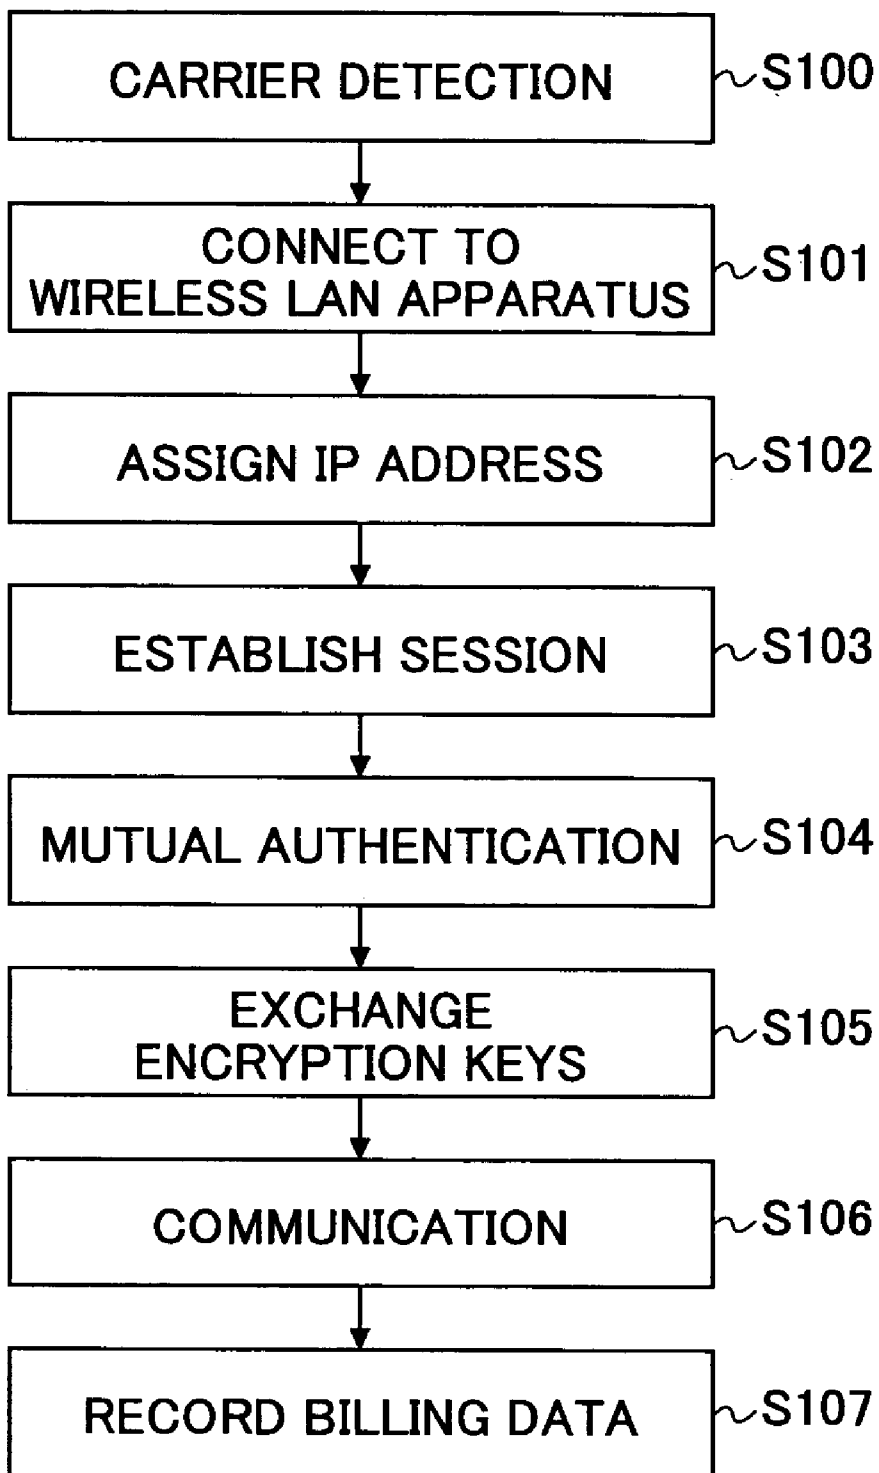 CARRIER DETECTION
S100
CONNECT TO
WIRELESS LAN APPARATUS
S101
ASSIGN IP ADDRESS
S102
ESTABLISH SESSION
S103
MUTUAL AUTHENTICATION
S104
EXCHANGE
ENCRYPTION KEYS
S105
COMMUNICATION
S106
RECORD BILLING DATA
S107